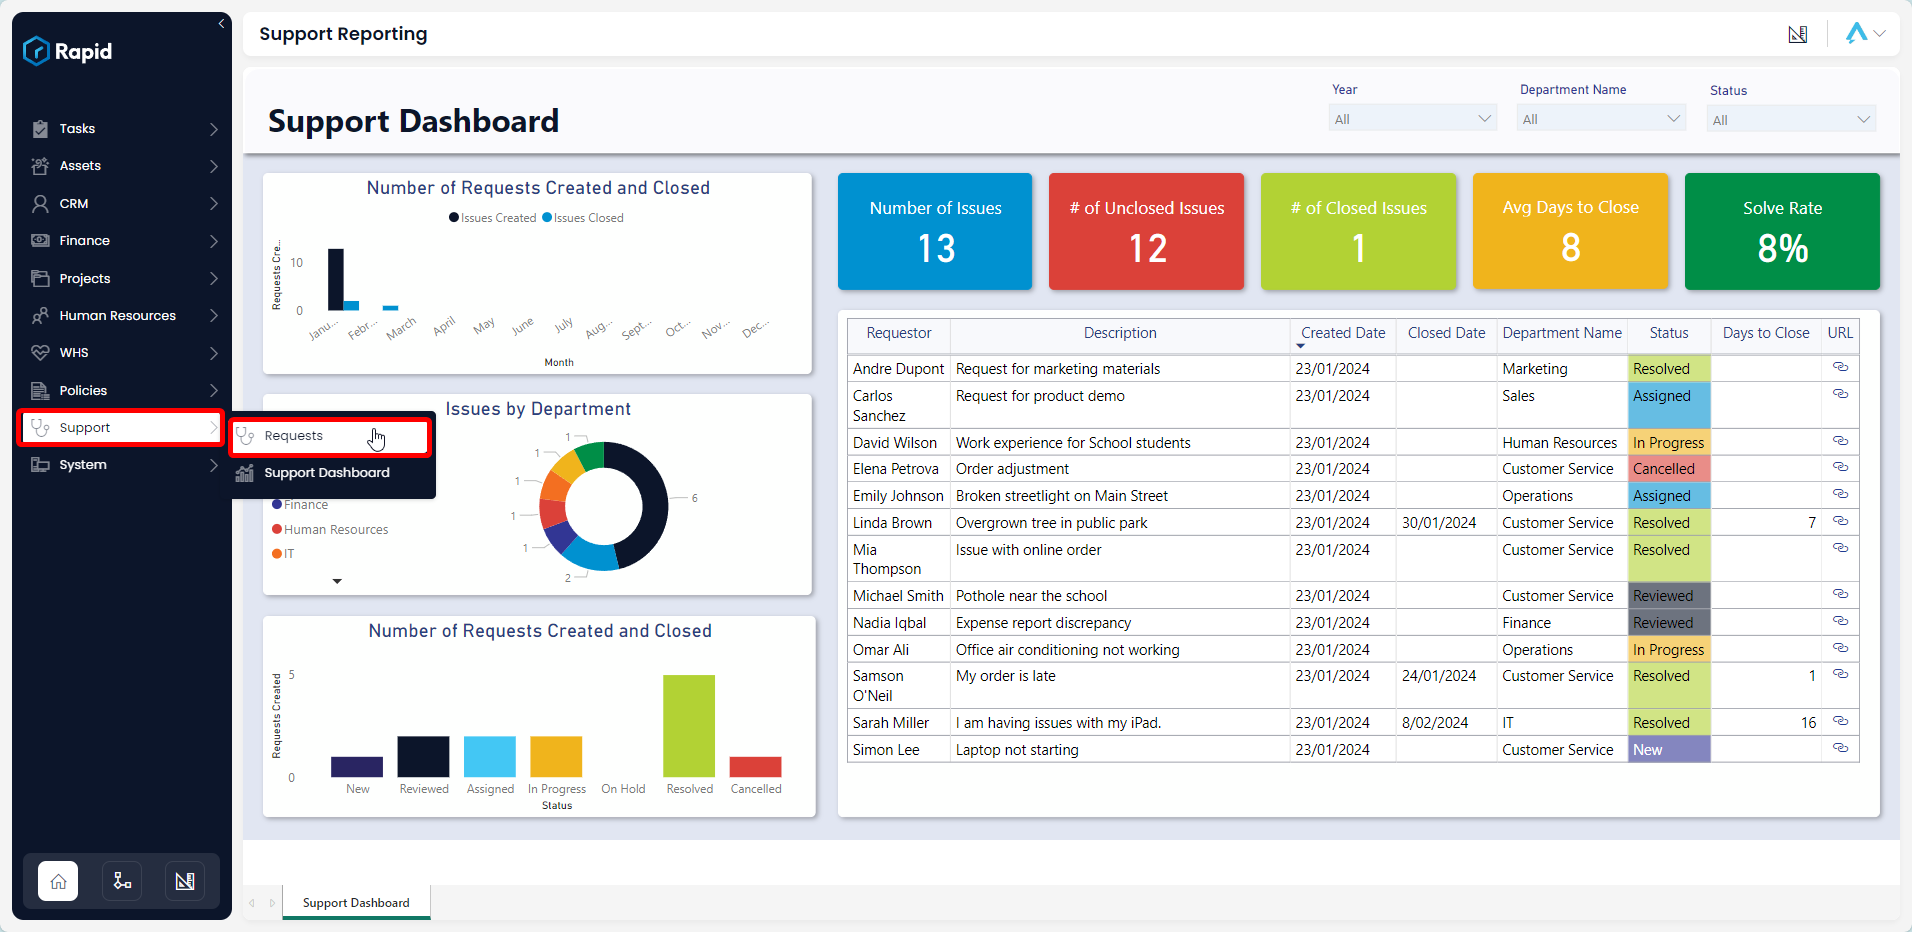 Rapid
Tasks
Assets
CRM
Finance
Projects
Human Resources
WHS
Policies
Support
System
Requests
Support Dashboard
Support Reporting
Support Dashboard
Year
All
Department Name
All
Status
All
Number of Requests Created and Closed
Issues Created Issues Closed
Requests Cre...
10
0
Janu... Febr... March April May June July Aug... Sept... Oct... Nov... Dec...
Month
Issues by Department
Finance
Human Resources
IT
1
1
1
1
1
2
6
Number of Requests Created and Closed
Requests Created
5
0
New Reviewed Assigned In Progress On Hold Resolved Cancelled
Status
Number of Issues
13
# of Unclosed Issues
12
# of Closed Issues
1
Avg Days to Close
8
Solve Rate
8%
Requestor Description Created Date Closed Date Department Name Status Days to Close URL
Andre Dupont Request for marketing materials 23/01/2024 Marketing Resolved
Carlos Sanchez Request for product demo 23/01/2024 Sales Assigned
David Wilson Work experience for School students 23/01/2024 Human Resources In Progress
Elena Petrova Order adjustment 23/01/2024 Customer Service Cancelled
Emily Johnson Broken streetlight on Main Street 23/01/2024 Operations Assigned
Linda Brown Overgrown tree in public park 23/01/2024 30/01/2024 Customer Service Resolved 7
Mia Thompson Issue with online order 23/01/2024 Customer Service Resolved
Michael Smith Pothole near the school 23/01/2024 Customer Service Reviewed
Nadia Iqbal Expense report discrepancy 23/01/2024 Finance Reviewed
Omar Ali Office air conditioning not working 23/01/2024 Operations In Progress
Samson O'Neil My order is late 23/01/2024 24/01/2024 Customer Service Resolved 1
Sarah Miller I am having issues with my iPad. 23/01/2024 8/02/2024 IT Resolved 16
Simon Lee Laptop not starting 23/01/2024 Customer Service New
Support Dashboard